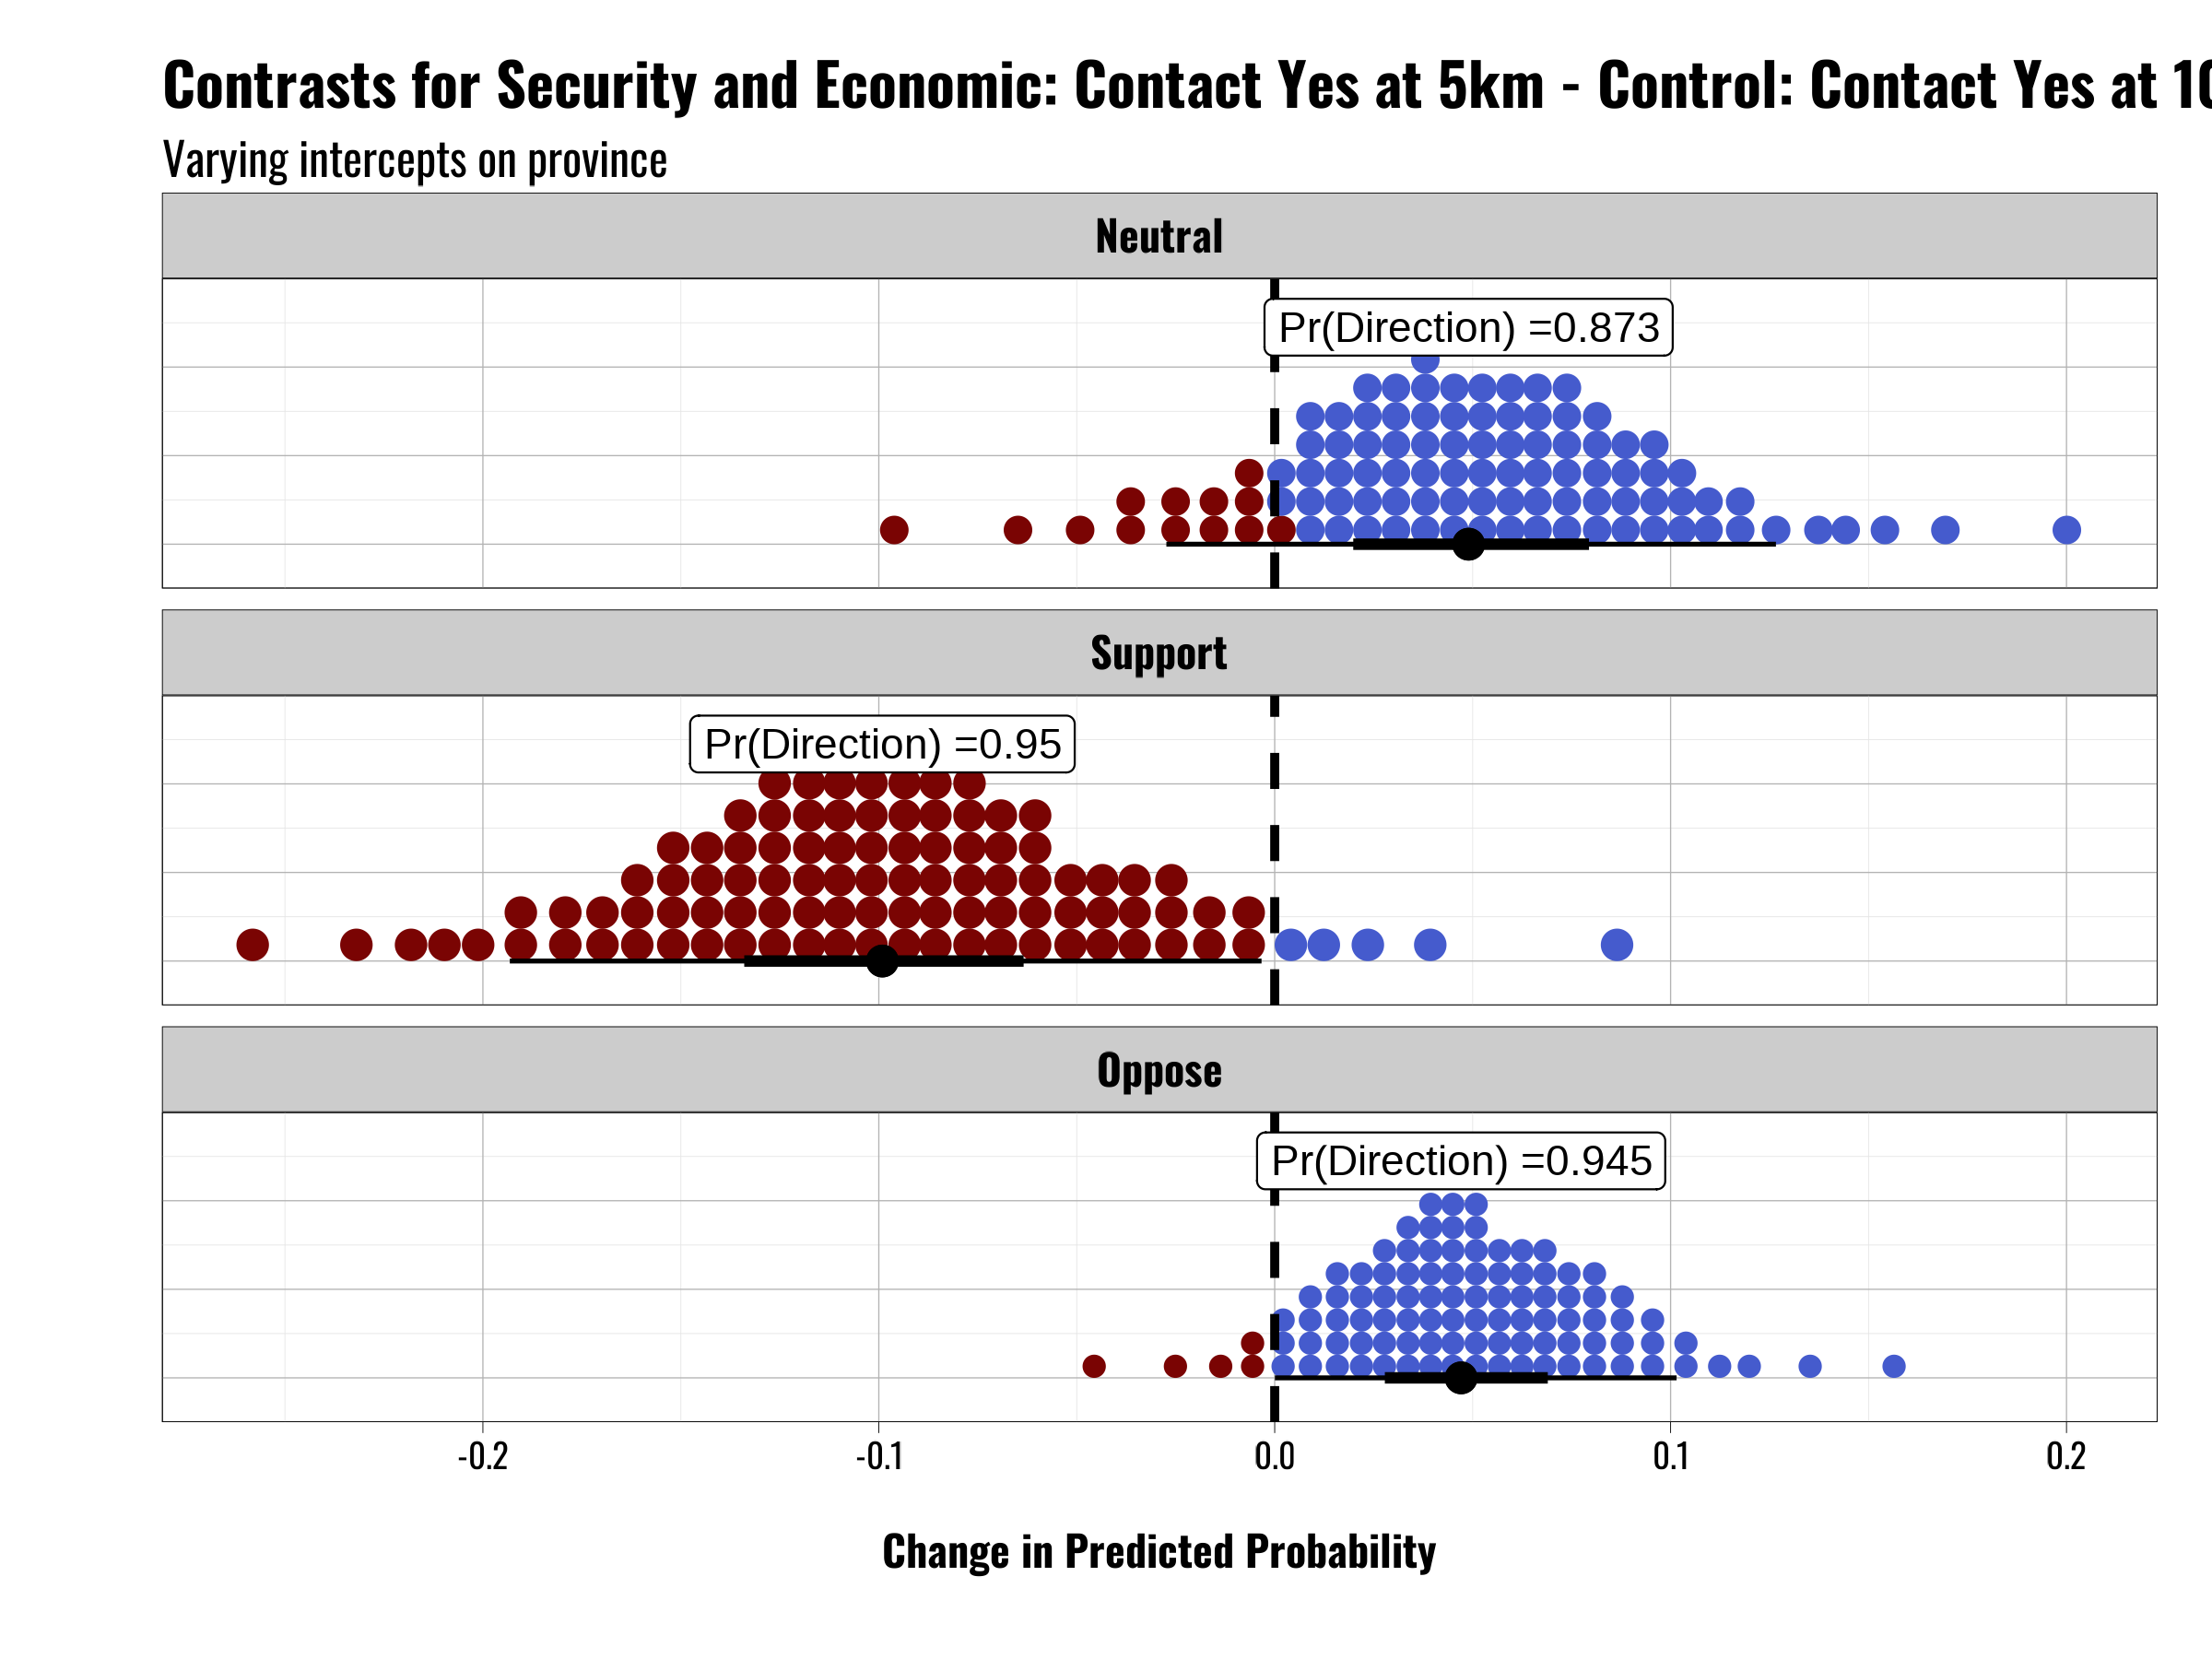 Contrasts for Security and Economic: Contact Yes at 5km - Control: Contact Yes at
Varying intercepts on province
Neutral
Pr(Direction) =0.873
Support
Pr(Direction) =0.95
Oppose
Pr(Direction) =0.945
-0.2 -0.1 0.0 0.1 0.2
Change in Predicted Probability